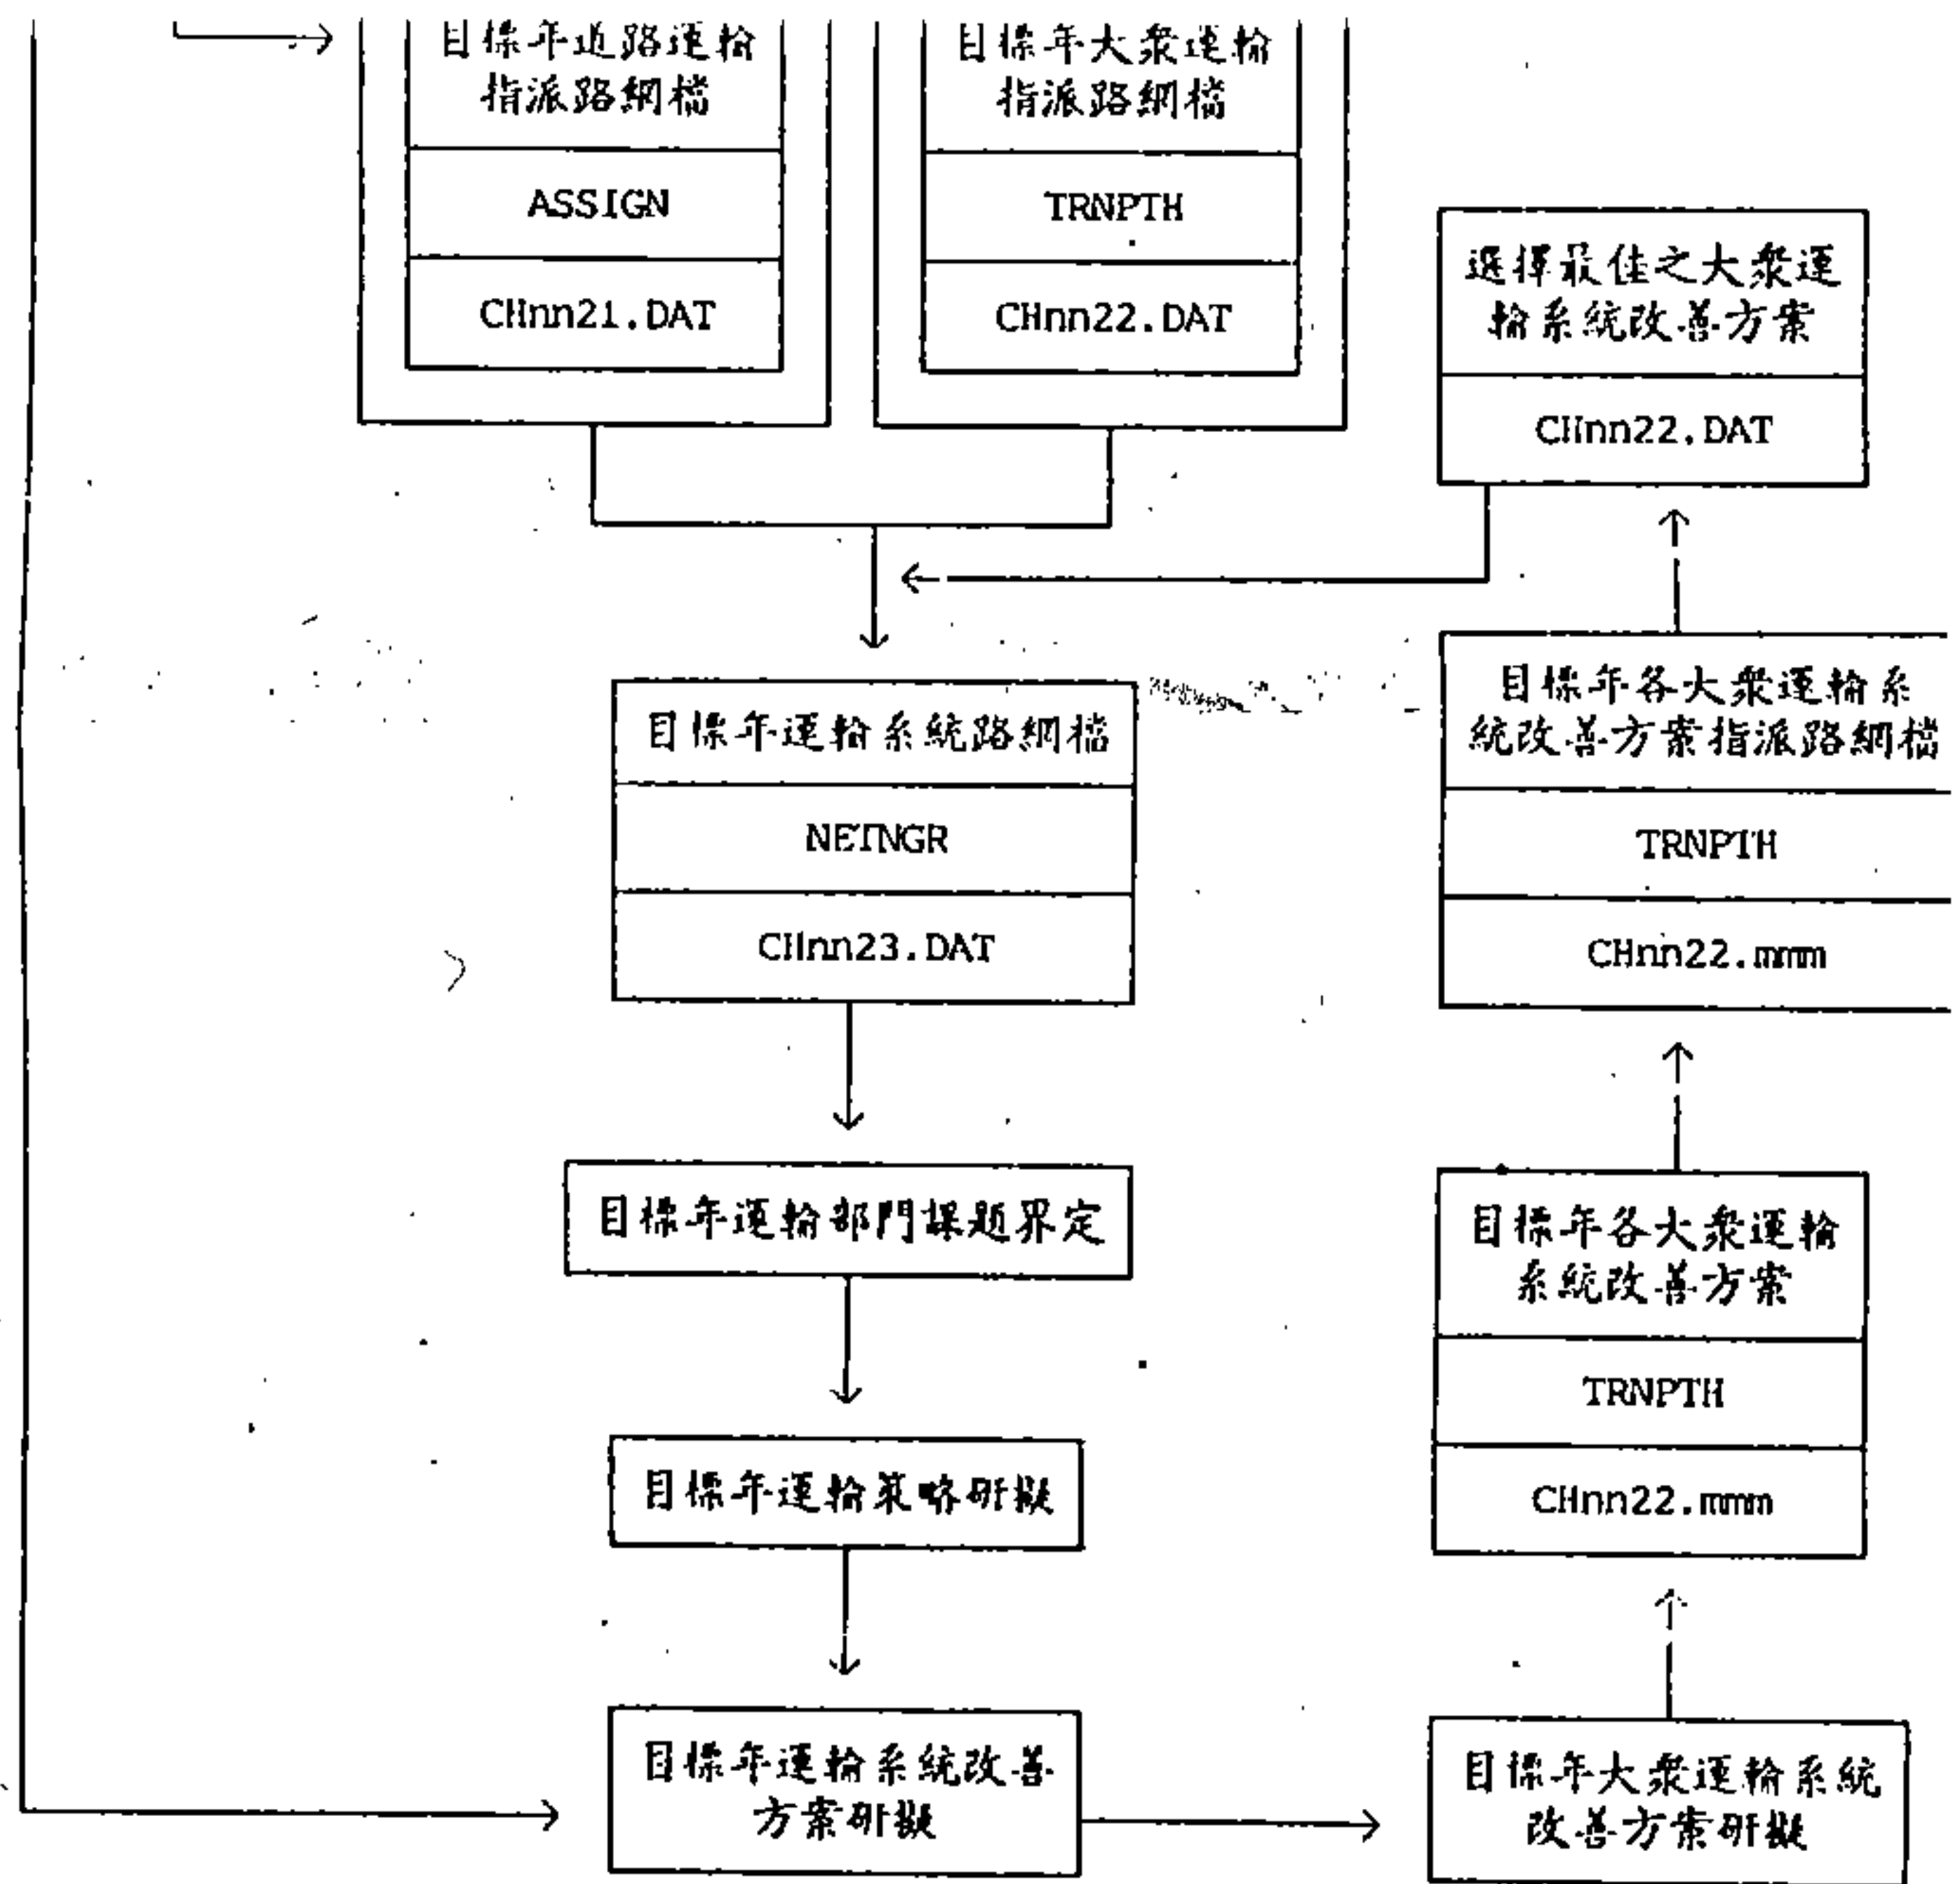 目標年道路運輸
指派路網檔
ASSIGN
CHnn21.DAT
目標年大衆運輸
指派路網檔
TRNPTH
CHnn22.DAT
選擇最佳之大衆運
輸系統改善方案
CHnn22.DAT
目標年運輸系統路網檔
NETNGR
CHnn23.DAT
目標年各大衆運輸系
統改善方案指派路網檔
TRNPTH
CHnn22.mmm
目標年運輸部門課題界定
目標年各大衆運輸
系統改善方案
TRNPTH
CHnn22.mmm
目標年運輸策略研擬
目標年運輸系統改善
方案研擬
目標年大衆運輸系統
改善方案研擬